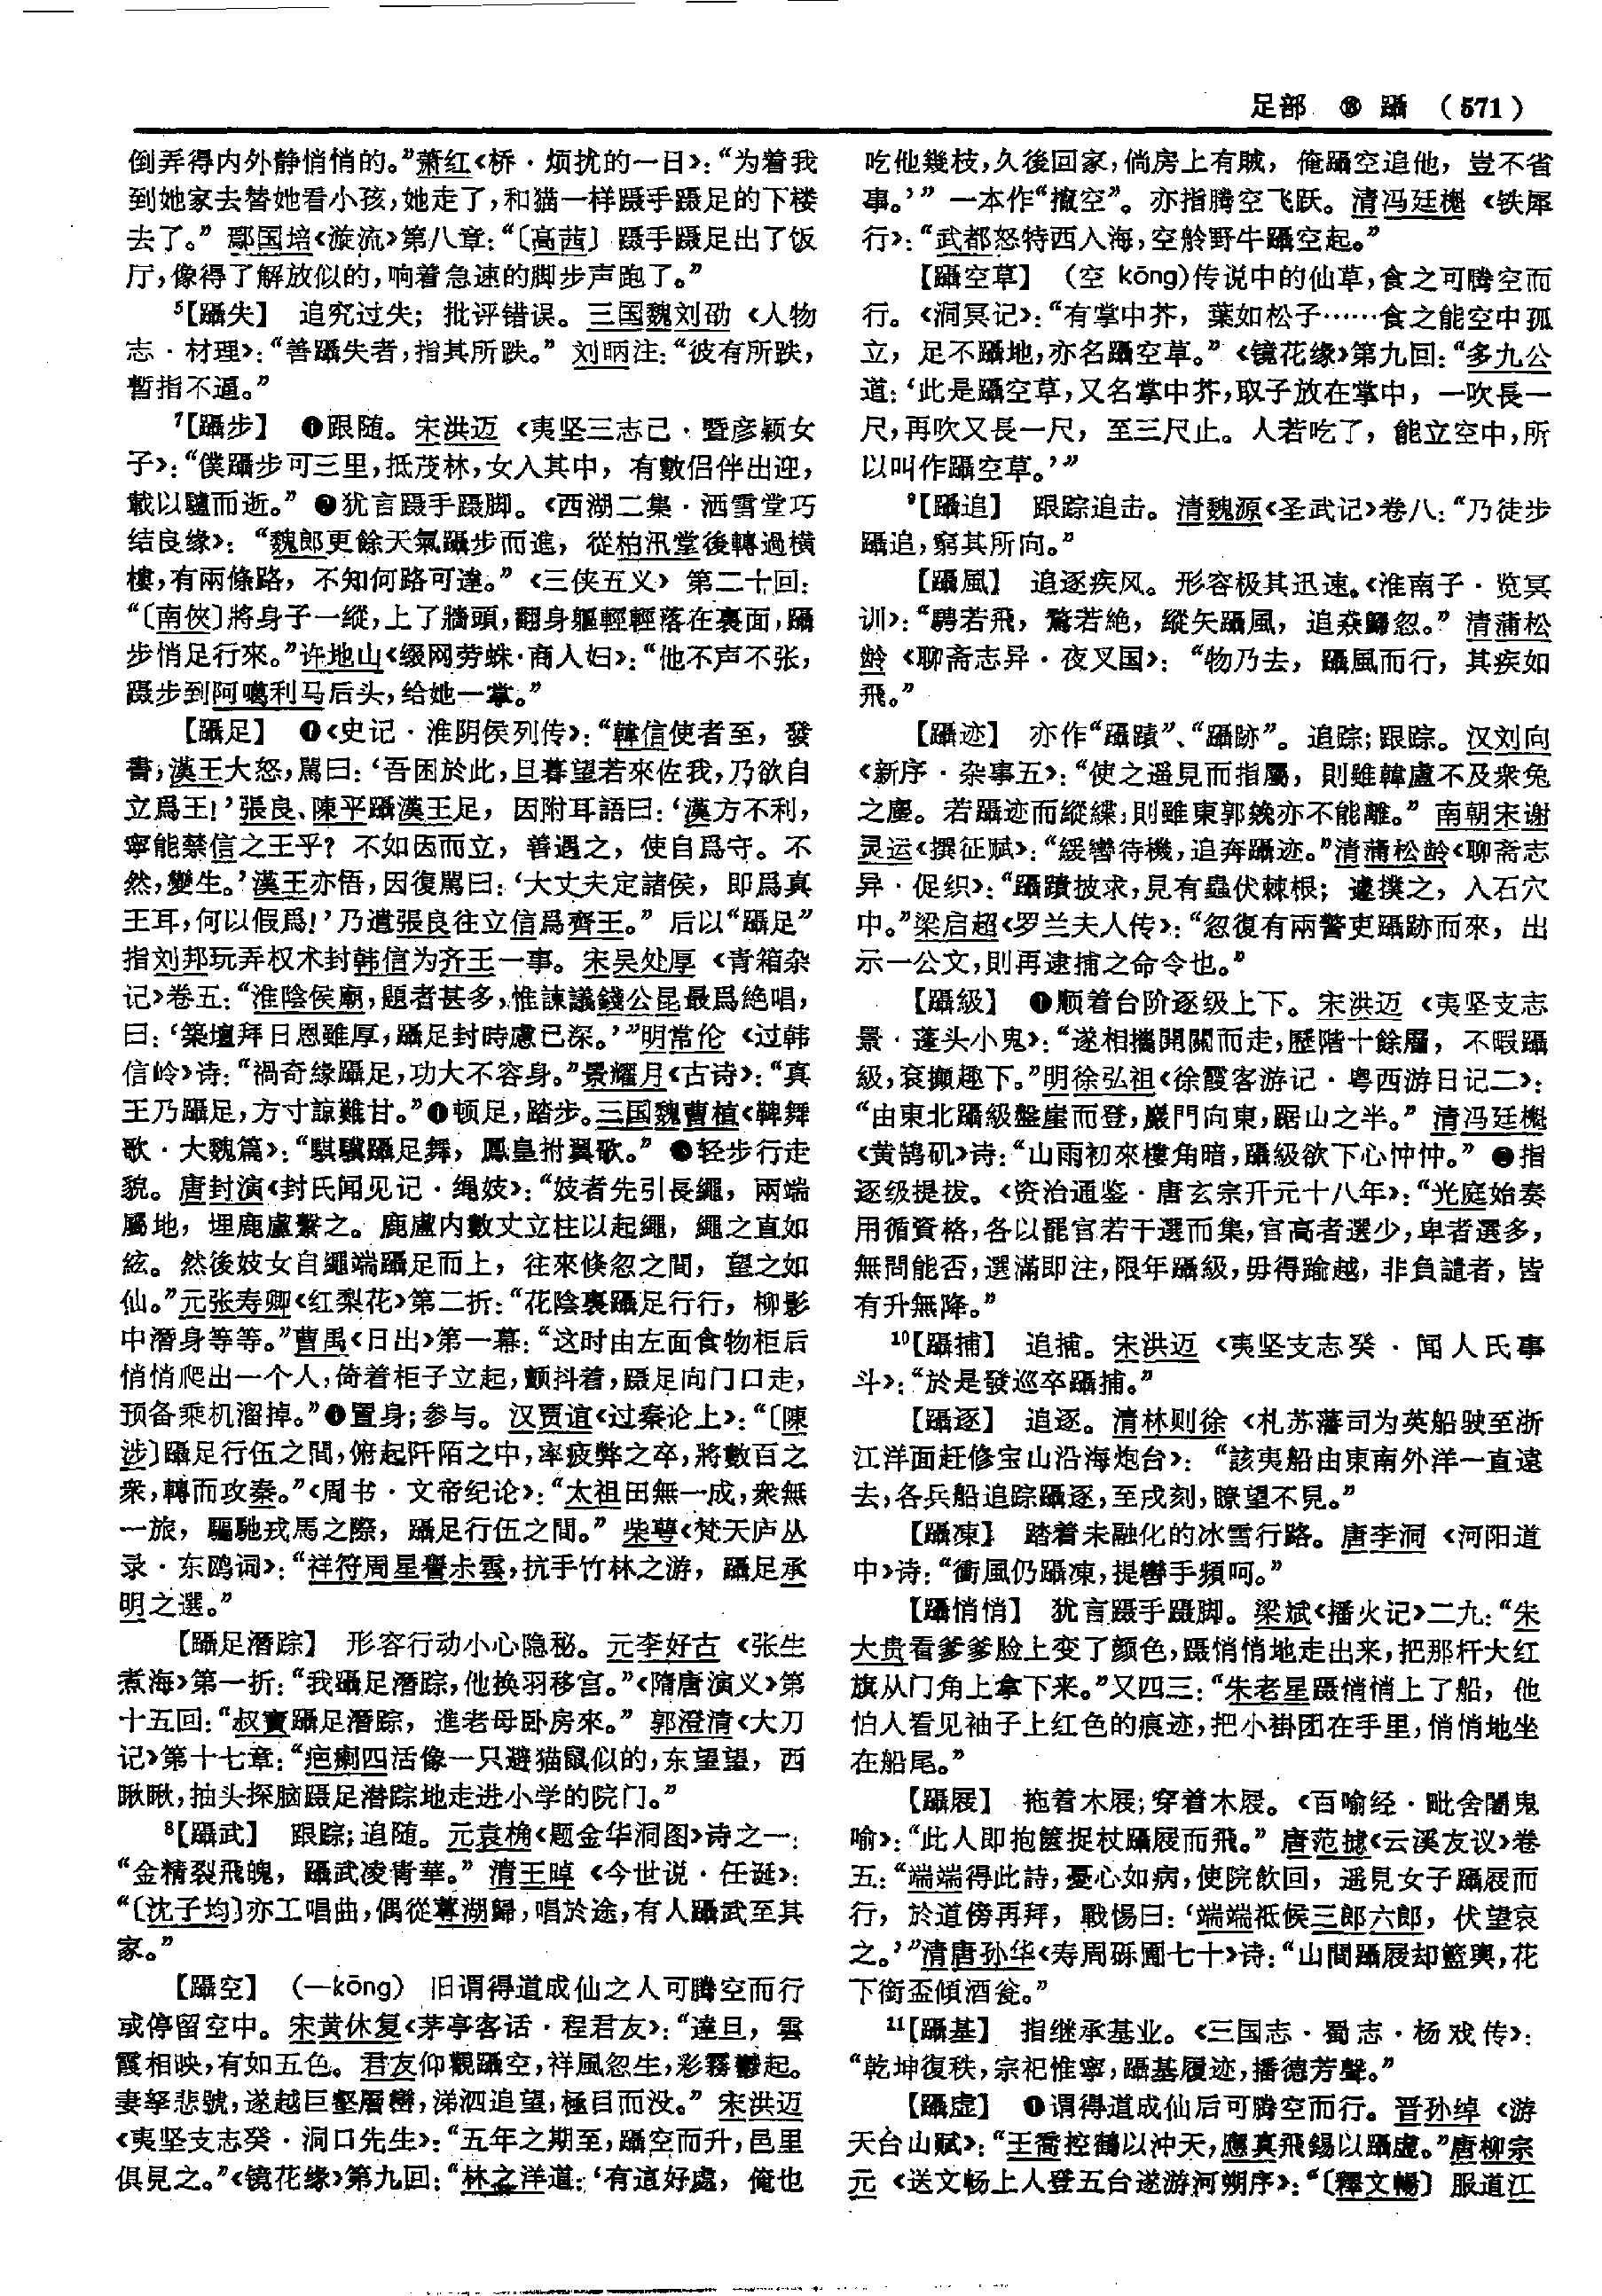 足部 ⑱ 躡 （571）
倒弄得内外静悄悄的。”萧红《桥·烦扰的一日》：“为着我
到她家去替她看小孩，她走了，和猫一样蹑手蹑足的下楼
去了。”鄢国培《漩流》第八章：“〔高茜〕蹑手蹑足出了饭
厅，像得了解放似的，响着急速的脚步声跑了。”
⁵【躡失】 追究过失；批评错误。三国魏刘劭《人物
志·材理》：“善躡失者，指其所跌。”刘昞注：“彼有所跌，
暫指不逼。”
⁷【躡步】 ❶跟随。宋洪迈《夷坚三志己·暨彦颖女
子》：“僕躡步可三里，抵茂林，女入其中，有數侣伴出迎，
載以驢而逝。”❷犹言蹑手蹑脚。《西湖二集·洒雪堂巧
结良缘》：“魏郎更餘天氣躡步而進，從柏汛堂後轉過横
樓，有兩條路，不知何路可達。”《三侠五义》第二十回：
“〔南俠〕將身子一縱，上了牆頭，翻身軀輕輕落在裏面，躡
步悄足行來。”许地山《缀网劳蛛·商人妇》：“他不声不张，
蹑步到阿噶利马后头，给她一掌。”
【躡足】 ❶《史记·淮阴侯列传》：“韓信使者至，發
書，漢王大怒，駡曰：‘吾困於此，旦暮望若來佐我，乃欲自
立爲王！’張良、陳平躡漢王足，因附耳語曰：‘漢方不利，
寧能禁信之王乎？不如因而立，善遇之，使自爲守。不
然，變生。’漢王亦悟，因復駡曰：‘大丈夫定諸侯，即爲真
王耳，何以假爲！’乃遣張良往立信爲齊王。”后以“躡足”
指刘邦玩弄权术封韩信为齐王一事。宋吴处厚《青箱杂
记》卷五：“淮陰侯廟，題者甚多，惟諫議錢公昆最爲絶唱，
曰：‘築壇拜日恩雖厚，躡足封時慮已深。’”明常伦《过韩
信岭》诗：“禍奇緣躡足，功大不容身。”景耀月《古诗》：“真
王乃躡足，方寸諒難甘。”❷顿足，踏步。三国魏曹植《鞞舞
歌·大魏篇》：“騏驥躡足舞，鳳皇拊翼歌。”❸轻步行走
貌。唐封演《封氏闻见记·绳妓》：“妓者先引長繩，兩端
屬地，埋鹿盧繫之。鹿盧内數丈立柱以起繩，繩之直如
絃。然後妓女自繩端躡足而上，往來倏忽之間，望之如
仙。”元张寿卿《红梨花》第二折：“花陰裏躡足行行，柳影
中潛身等等。”曹禺《日出》第一幕：“这时由左面食物柜后
悄悄爬出一个人，倚着柜子立起，颤抖着，蹑足向门口走，
预备乘机溜掉。”❹置身；参与。汉贾谊《过秦论上》：“〔陳
涉〕躡足行伍之間，俯起阡陌之中，率疲弊之卒，將數百之
衆，轉而攻秦。”《周书·文帝纪论》：“太祖田無一成，衆無
一旅，驅馳戎馬之際，躡足行伍之間。”柴萼《梵天庐丛
录·东鸥词》：“祥符周星譽尗雲，抗手竹林之游，躡足承
明之選。”
【躡足潛踪】 形容行动小心隐秘。元李好古《张生
煮海》第一折：“我躡足潛踪，他换羽移宫。”《隋唐演义》第
十五回：“叔寶躡足潛踪，進老母卧房來。”郭澄清《大刀
记》第十七章：“疤瘌四活像一只避猫鼠似的，东望望，西
瞅瞅，抽头探脑蹑足潜踪地走进小学的院门。”
⁸【躡武】 跟踪；追随。元袁桷《题金华洞图》诗之一：
“金精裂飛魄，躡武凌青華。”清王晫《今世说·任诞》：
“〔沈子均〕亦工唱曲，偶從蓴湖歸，唱於途，有人躡武至其
家。”
【躡空】 （—kōng）旧谓得道成仙之人可腾空而行
或停留空中。宋黄休复《茅亭客话·程君友》：“達旦，雲
霞相映，有如五色。君友仰觀躡空，祥風忽生，彩霧鬱起。
妻孥悲號，遂越巨壑層巒，涕泗追望，極目而没。”宋洪迈
《夷坚支志癸·洞口先生》：“五年之期至，躡空而升，邑里
俱見之。”《镜花缘》第九回：“林之洋道：‘有這好處，俺也
吃他幾枝，久後回家，倘房上有賊，俺躡空追他，豈不省
事。’”一本作“攛空”。亦指腾空飞跃。清冯廷櫆《铁犀
行》：“武都怒特西入海，空舲野牛躡空起。”
【躡空草】 （空 kōng）传说中的仙草，食之可腾空而
行。《洞冥记》：“有掌中芥，葉如松子……食之能空中孤
立，足不躡地，亦名躡空草。”《镜花缘》第九回：“多九公
道：‘此是躡空草，又名掌中芥，取子放在掌中，一吹長一
尺，再吹又長一尺，至三尺止。人若吃了，能立空中，所
以叫作躡空草。’”
⁹【躡追】 跟踪追击。清魏源《圣武记》卷八：“乃徒步
躡追，窮其所向。”
【躡風】 追逐疾风。形容极其迅速。《淮南子·览冥
训》：“騁若飛，騖若絶，縱矢躡風，追猋歸忽。”清蒲松
龄《聊斋志异·夜叉国》：“物乃去，躡風而行，其疾如
飛。”
【躡迹】 亦作“躡蹟”、“躡跡”。追踪；跟踪。汉刘向
《新序·杂事五》：“使之遥見而指屬，則雖韓盧不及衆兔
之塵。若躡迹而縱緤，則雖東郭㕙亦不能離。”南朝宋谢
灵运《撰征赋》：“緩轡待機，追奔躡迹。”清蒲松龄《聊斋志
异·促织》：“躡蹟披求，見有蟲伏棘根；遽撲之，入石穴
中。”梁启超《罗兰夫人传》：“忽復有兩警吏躡跡而來，出
示一公文，則再逮捕之命令也。”
【躡級】 ❶顺着台阶逐级上下。宋洪迈《夷坚支志
景·蓬头小鬼》：“遂相攜開關而走，歷階十餘層，不暇躡
級，衮攧趣下。”明徐弘祖《徐霞客游记·粤西游日记二》：
“由東北躡級盤崖而登，巖門向東，踞山之半。”清冯廷櫆
《黄鹄矶》诗：“山雨初來樓角暗，躡級欲下心忡忡。”❷指
逐级提拔。《资治通鉴·唐玄宗开元十八年》：“光庭始奏
用循資格，各以罷官若干選而集，官高者選少，卑者選多，
無問能否，選滿即注，限年躡級，毋得踰越，非負譴者，皆
有升無降。”
¹⁰【躡捕】 追捕。宋洪迈《夷坚支志癸·闻人氏事
斗》：“於是發巡卒躡捕。”
【躡逐】 追逐。清林则徐《札苏藩司为英船驶至浙
江洋面赶修宝山沿海炮台》：“該夷船由東南外洋一直遠
去，各兵船追踪躡逐，至戌刻，瞭望不見。”
【躡凍】 踏着未融化的冰雪行路。唐李洞《河阳道
中》诗：“衝風仍躡凍，提轡手頻呵。”
【躡悄悄】 犹言蹑手蹑脚。梁斌《播火记》二九：“朱
大贵看爹爹脸上变了颜色，蹑悄悄地走出来，把那杆大红
旗从门角上拿下来。”又四三：“朱老星蹑悄悄上了船，他
怕人看见袖子上红色的痕迹，把小褂团在手里，悄悄地坐
在船尾。”
【躡屐】 拖着木屐；穿着木屐。《百喻经·毗舍闍鬼
喻》：“此人即抱篋捉杖躡屐而飛。”唐范摅《云溪友议》卷
五：“端端得此詩，憂心如病，使院飲回，遥見女子躡屐而
行，於道傍再拜，戰惕曰：‘端端祗候三郎六郎，伏望哀
之。’”清唐孙华《寿周砾圃七十》诗：“山間躡屐却籃輿，花
下銜盃傾酒瓮。”
¹¹【躡基】 指继承基业。《三国志·蜀志·杨戏传》：
“乾坤復秩，宗祀惟寧，躡基履迹，播德芳聲。”
【躡虚】 ❶谓得道成仙后可腾空而行。晋孙绰《游
天台山赋》：“王喬控鶴以沖天，應真飛錫以躡虚。”唐柳宗
元《送文畅上人登五台遂游河朔序》：“〔釋文暢〕服道江